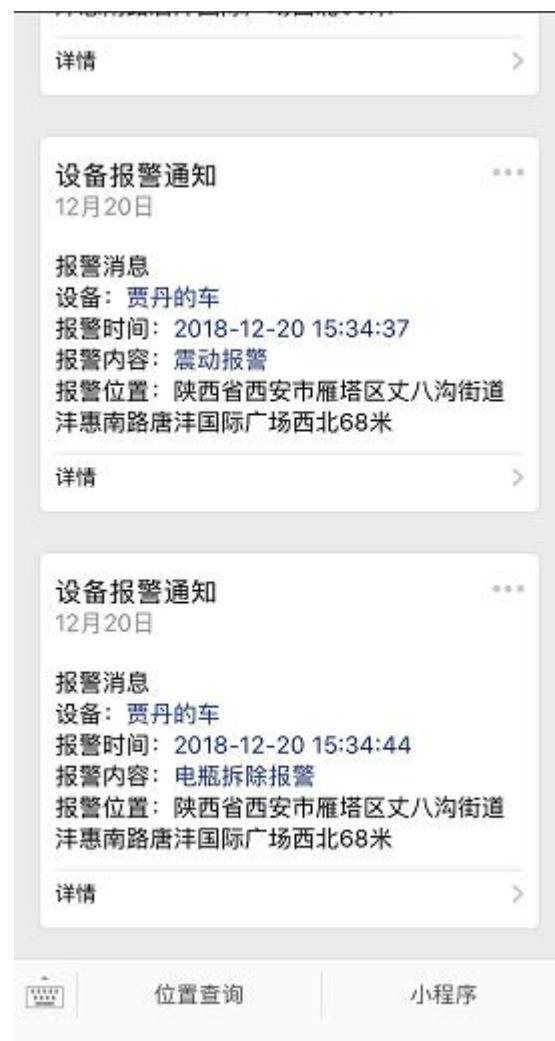 详情
设备报警通知
12月20日
报警消息
设备：贾丹的车
报警时间：2018-12-20 15:34:37
报警内容：震动报警
报警位置：陕西省西安市雁塔区丈八沟街道
沣惠南路唐沣国际广场西北68米
详情
设备报警通知
12月20日
报警消息
设备：贾丹的车
报警时间：2018-12-20 15:34:44
报警内容：电瓶拆除报警
报警位置：陕西省西安市雁塔区丈八沟街道
沣惠南路唐沣国际广场西北68米
详情
位置查询
小程序